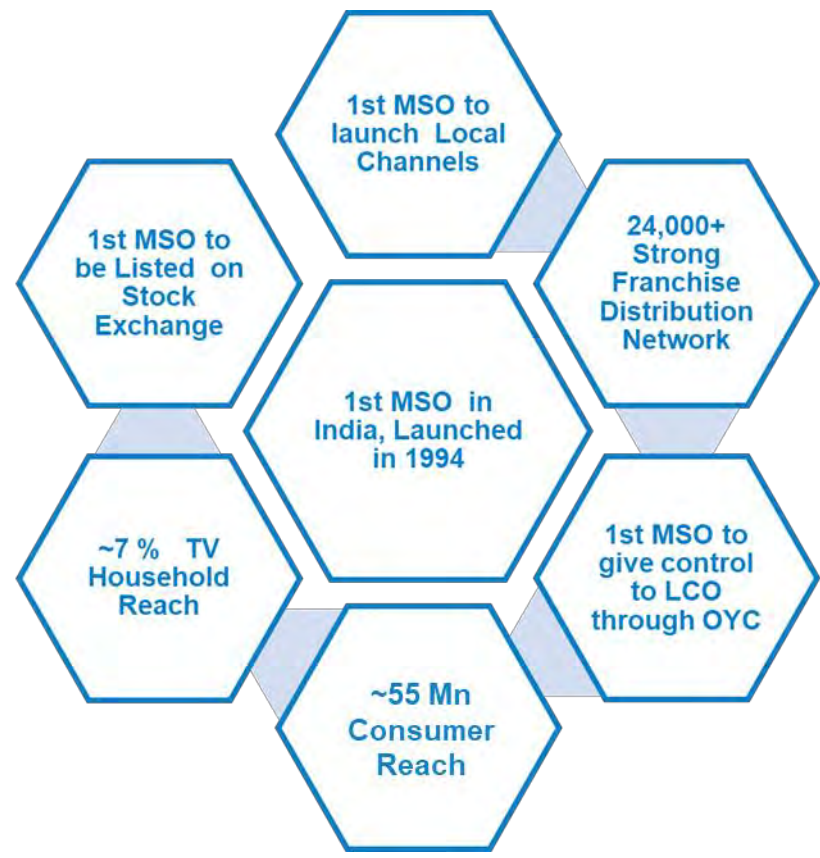 1st MSO to
launch Local
Channels
24,000+
Strong
Franchise
Distribution
Network
1st MSO to
give control
to LCO
through OYC
~55 Mn
Consumer
Reach
~7 % TV
Household
Reach
1st MSO to
be Listed on
Stock
Exchange
1st MSO in
India, Launched
in 1994